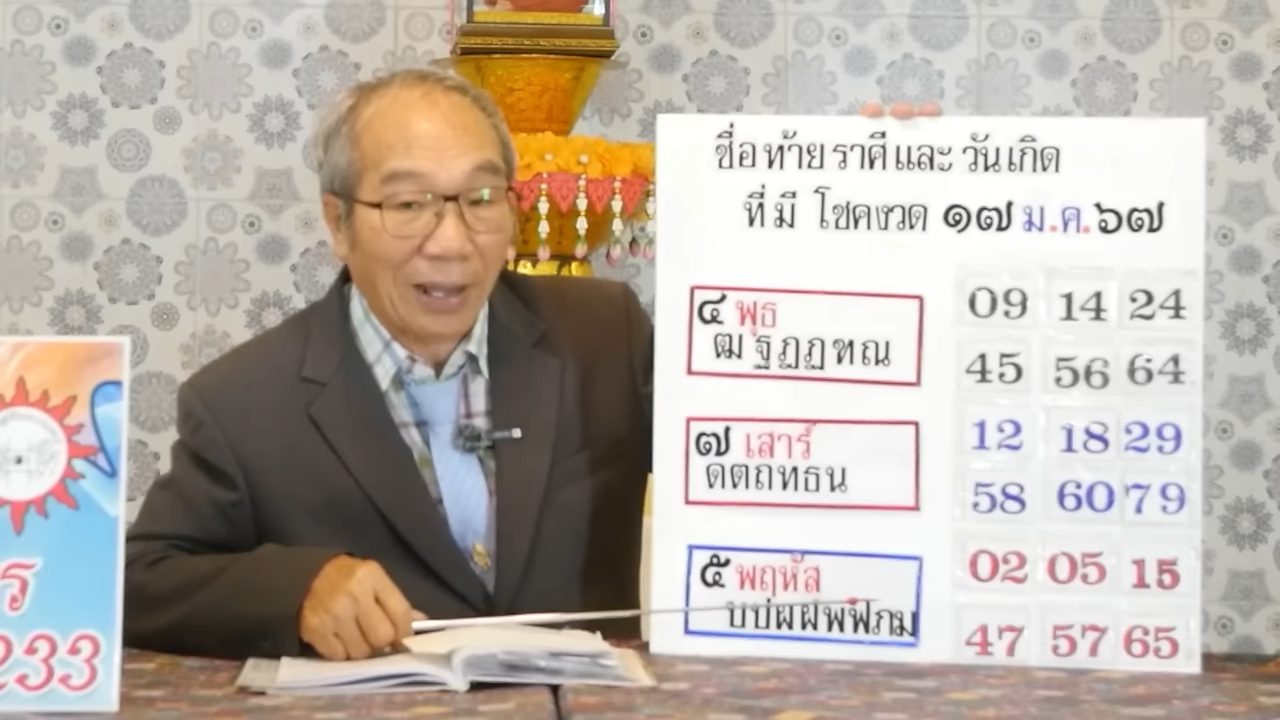 ชื่อ ท้าย ราศี และ วัน เกิด
ที่ มี โชค งวด ๑๗ ม.ค.๖๗
๔ พุธ
ฒ ฐฎฏฑณ
09 14 24
45 56 64
๗ เสาร์
ดตถทธน
12 18 29
58 60 79
๕ พฤหัส
บปผฝพฟภม
02 05 15
47 57 65
ร
233